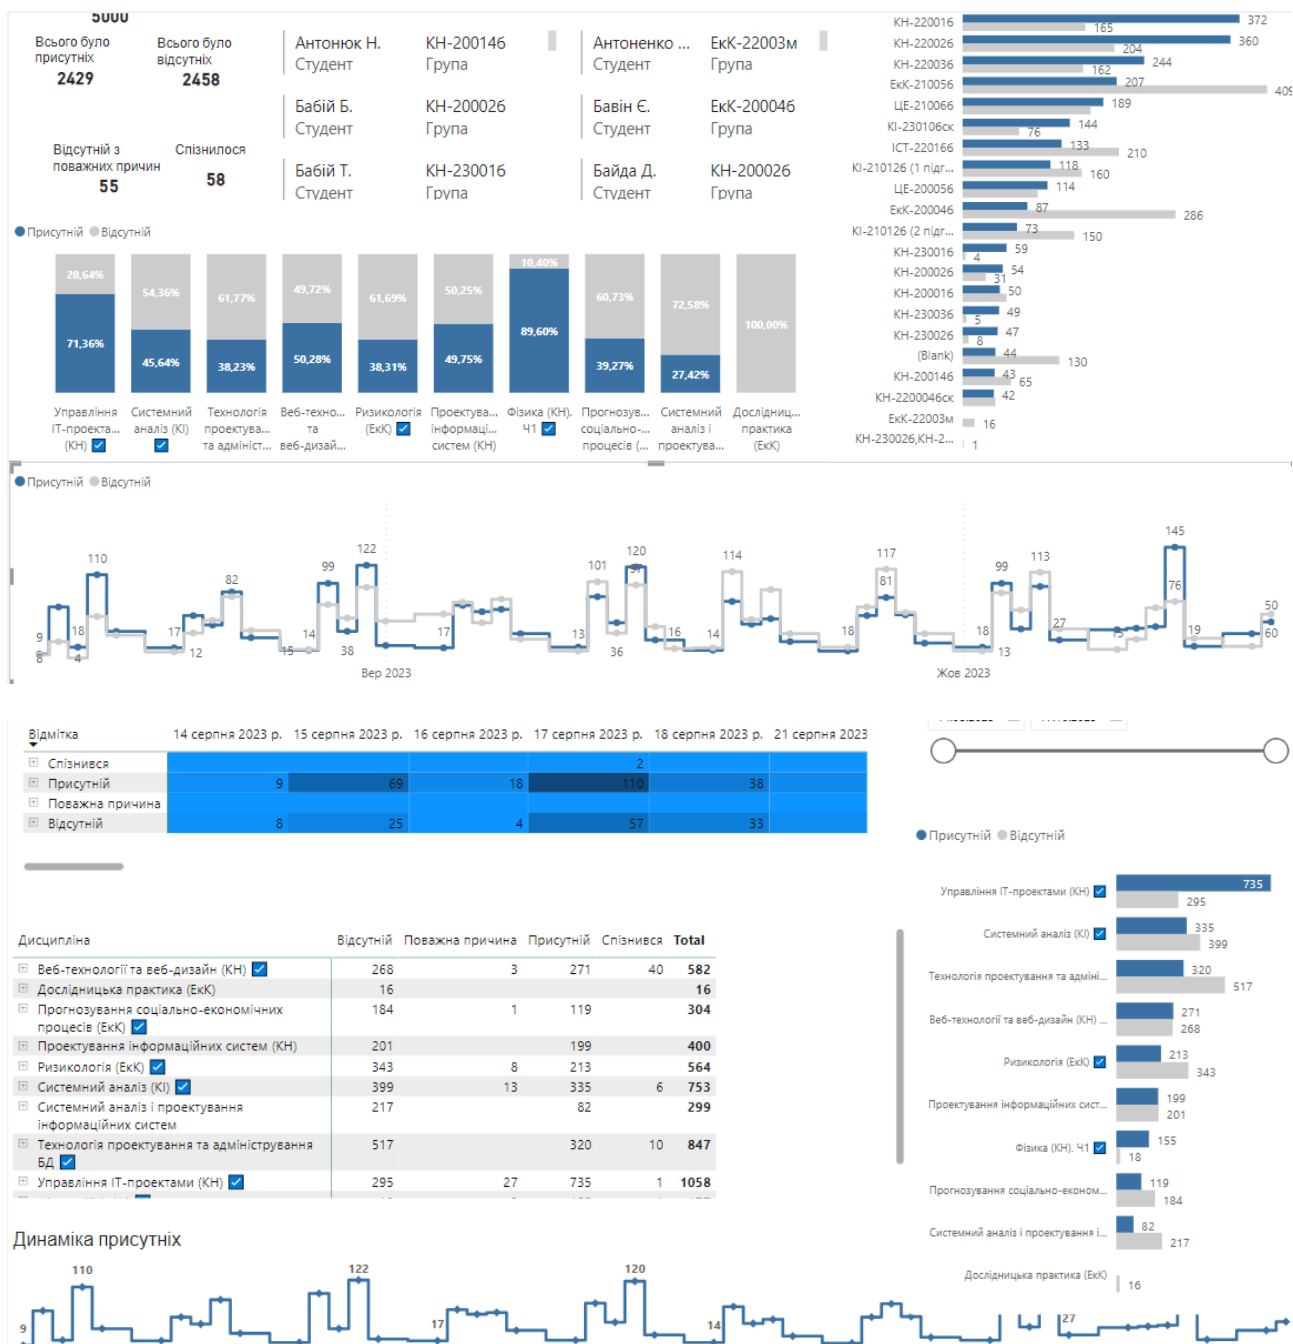 5000
Всього було присутніх
2429
Всього було відсутніх
2458
Відсутній з поважних причин
55
Спізнилося
58
Антонюк Н. КН-200146
Студент Група
Бабій Б. КН-200026
Студент Група
Бабій Т. КН-230016
Студент Група
Антоненко ... ЕкК-22003м
Студент Група
Бавін Є. ЕкК-200046
Студент Група
Байда Д. КН-200026
Студент Група
КН-220016 372 165
КН-220026 360 204
КН-220036 244 162
ЕкК-210056 207 409
ЦЕ-210066 189
КІ-230106ск 144 76
ІСТ-220166 133 210
КІ-210126 (1 підг... 118 160
ЦЕ-200056 114
ЕкК-200046 87 286
КІ-210126 (2 підг... 73 150
КН-230016 59 4
КН-200026 54 31
КН-200016 50
КН-230036 49 5
КН-230026 47 8
(Blank) 44 130
КН-200146 43 65
КН-2200046ск 42
ЕкК-22003м 16
КН-230026,КН-2... 1
Присутній Відсутній
28,64% 54,36% 61,77% 49,72% 61,69% 50,25% 10,40% 60,73% 72,58% 100,00%
71,36% 45,64% 38,23% 50,28% 38,31% 49,75% 89,60% 39,27% 27,42%
Управління ІТ-проекта... (КН)
Системний аналіз (КІ)
Технологія проектува... та адмініст...
Веб-техно... та веб-дизай...
Ризикологія (ЕкК)
Проектува... інформаці... систем (КН)
Фізика (КН). Ч1
Прогнозув... соціально-... процесів (...
Системний аналіз і проектува...
Дослідниц... практика (ЕкК)
Присутній Відсутній
9 8 18 4 110 17 12 82 14 15 99 38 122 17 13 101 36 120 97 16 14 114 18 117 81 18 13 99 113 27 15 145 76 19 50 60
Вер 2023 Жов 2023
Відмітка 14 серпня 2023 р. 15 серпня 2023 р. 16 серпня 2023 р. 17 серпня 2023 р. 18 серпня 2023 р. 21 серпня 2023
Спізнився 2
Присутній 9 69 18 110 38
Поважна причина
Відсутній 8 25 4 57 33
Дисципліна Відсутній Поважна причина Присутній Спізнився Total
Веб-технології та веб-дизайн (КН) 268 3 271 40 582
Дослідницька практика (ЕкК) 16 16
Прогнозування соціально-економічних 184 1 119 304
процесів (ЕкК)
Проектування інформаційних систем (КН) 201 199 400
Ризикологія (ЕкК) 343 8 213 564
Системний аналіз (КІ) 399 13 335 6 753
Системний аналіз і проектування 217 82 299
інформаційних систем
Технологія проектування та адміністрування 517 320 10 847
БД
Управління ІТ-проектами (КН) 295 27 735 1 1058
Присутній Відсутній
Управління ІТ-проектами (КН) 735 295
Системний аналіз (КІ) 335 399
Технологія проектування та адміні... 320 517
Веб-технології та веб-дизайн (КН) ... 271 268
Ризикологія (ЕкК) 213 343
Проектування інформаційних сист... 199 201
Фізика (КН). Ч1 155 18
Прогнозування соціально-економ... 119 184
Системний аналіз і проектування і... 82 217
Дослідницька практика (ЕкК) 16
Динаміка присутніх
9 110 122 17 120 14 27